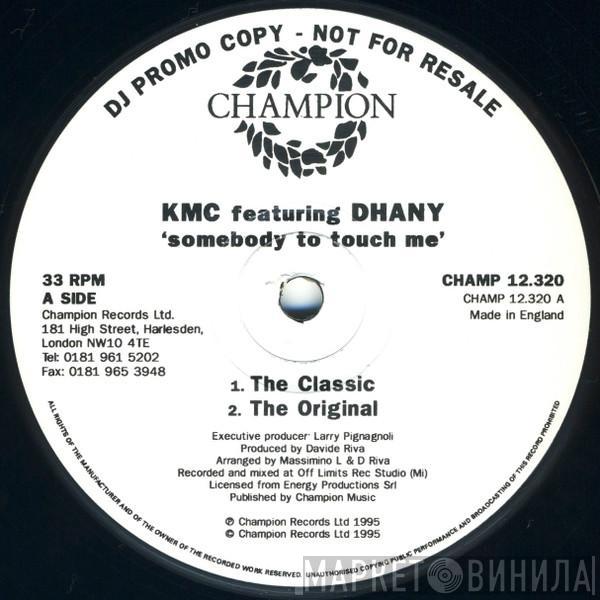 DJ PROMO COPY - NOT FOR RESALE
CHAMPION
KMC featuring DHANY
'somebody to touch me'
33 RPM
A SIDE
Champion Records Ltd.
181 High Street, Harlesden,
London NW10 4TE
Tel: 0181 961 5202
Fax: 0181 965 3948
CHAMP 12.320
CHAMP 12.320 A
Made in England
1. The Classic
2. The Original
Executive producer: Larry Pignagnoli
Produced by Davide Riva
Arranged by Massimino L & D Riva
Recorded and mixed at Off Limits Rec Studio (Mi)
Licensed from Energy Productions Srl
Published by Champion Music
℗ Champion Records Ltd 1995
© Champion Records Ltd 1995
ALL RIGHTS OF THE MANUFACTURER AND OF THE OWNER OF THE RECORDED WORK RESERVED. UNAUTHORISED COPYING PUBLIC PERFORMANCE AND BROADCASTING OF THIS RECORD PROHIBITED
МАРКЕТ ВИНИЛА